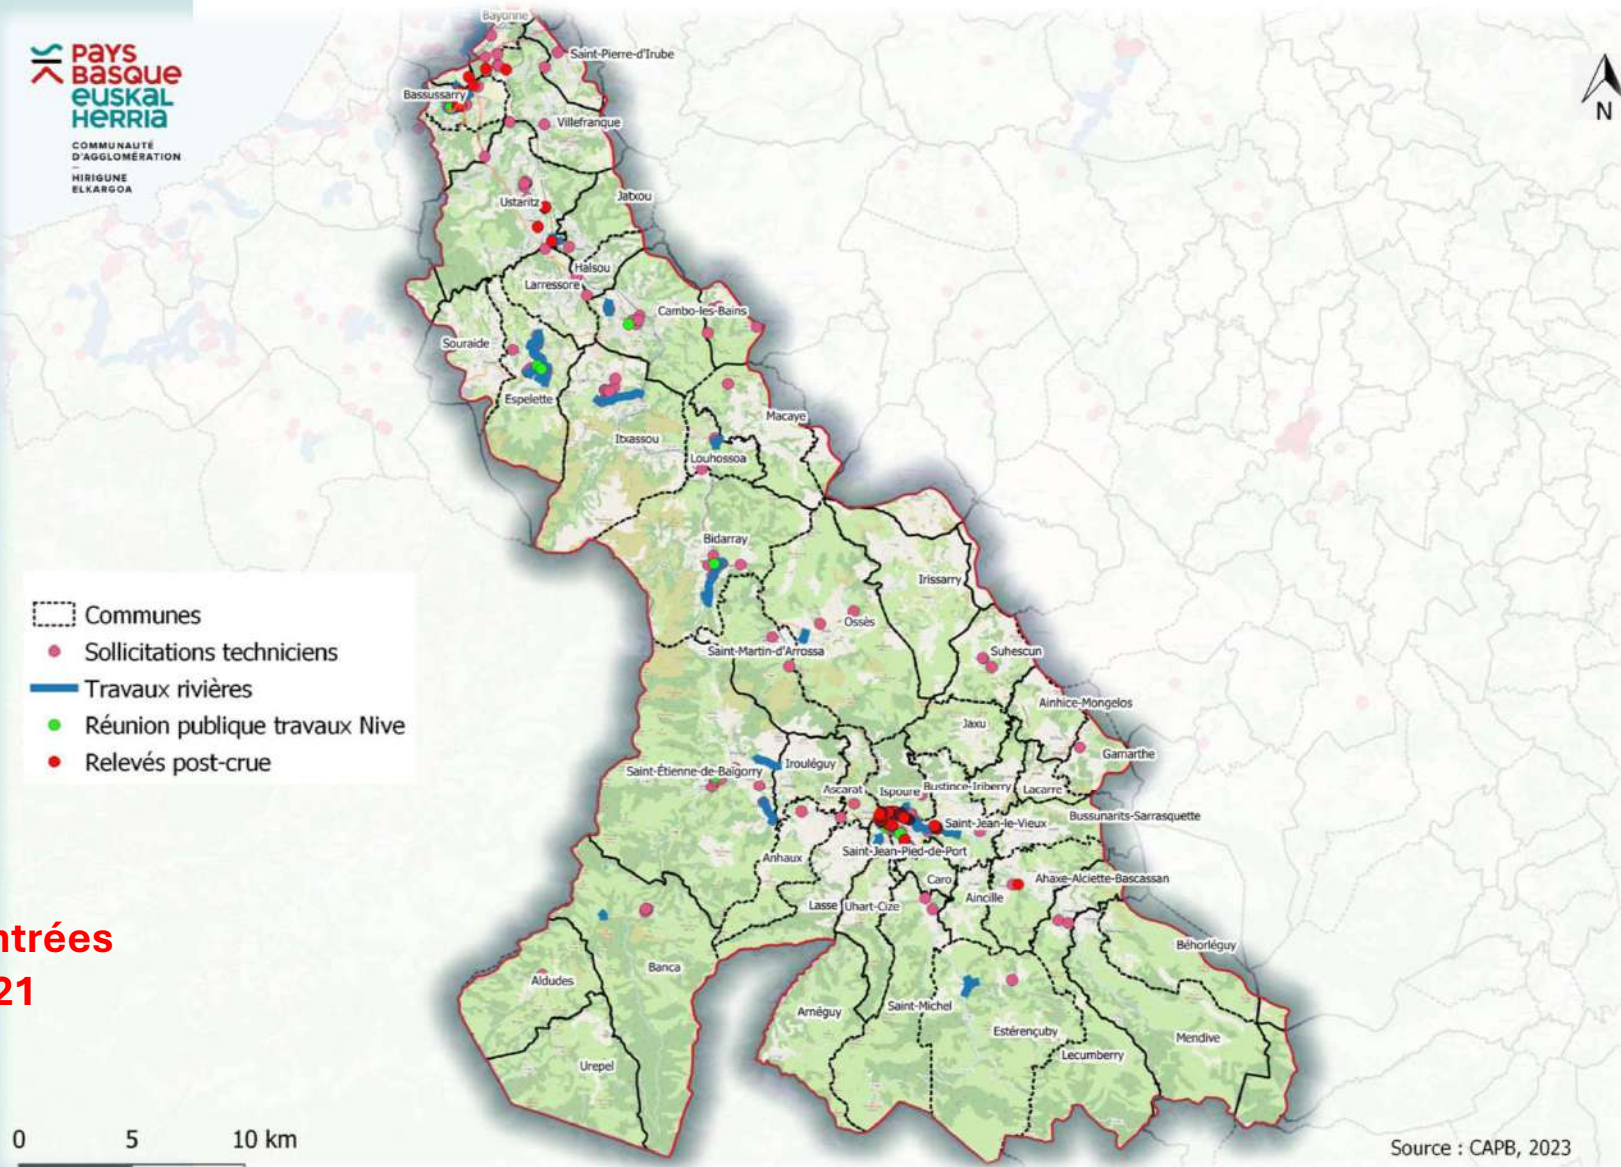 Bayonne
Saint-Pierre-d'Irube
PAYS
BASQUE
EUSKAL
HERRIA
COMMUNAUTÉ
D'AGGLOMÉRATION
HIRIGUNE
ELKARGOA
N
Bassussarry
Villefranque
Jatxou
Ustaritz
Halsou
Larressore
Cambo-les-Bains
Souraide
Espelette
Macaye
Itxassou
Louhossoa
Bidarray
Irissarry
Communes
Ossès
Sollicitations techniciens
Saint-Martin-d'Arrossa
Suhescun
Travaux rivières
Ainhice-Mongelos
Réunion publique travaux Nive
Jaxu
Gamarthe
Relevés post-crue
Saint-Étienne-de-Baïgorry
Irouléguy
Ascarat
Ispoure
Bustince-Iriberry
Lacarre
Bussunarits-Sarrasquette
Saint-Jean-le-Vieux
Anhaux
Saint-Jean-Pied-de-Port
Caro
Ahaxe-Alciette-Bascassan
Aincille
Lasse
Uhart-Cize
ntrées
21
Béhorléguy
Banca
Aldudes
Arnéguy
Saint-Michel
Estérençuby
Mendive
Lecumberry
Urepel
0 5 10 km
Source : CAPB, 2023